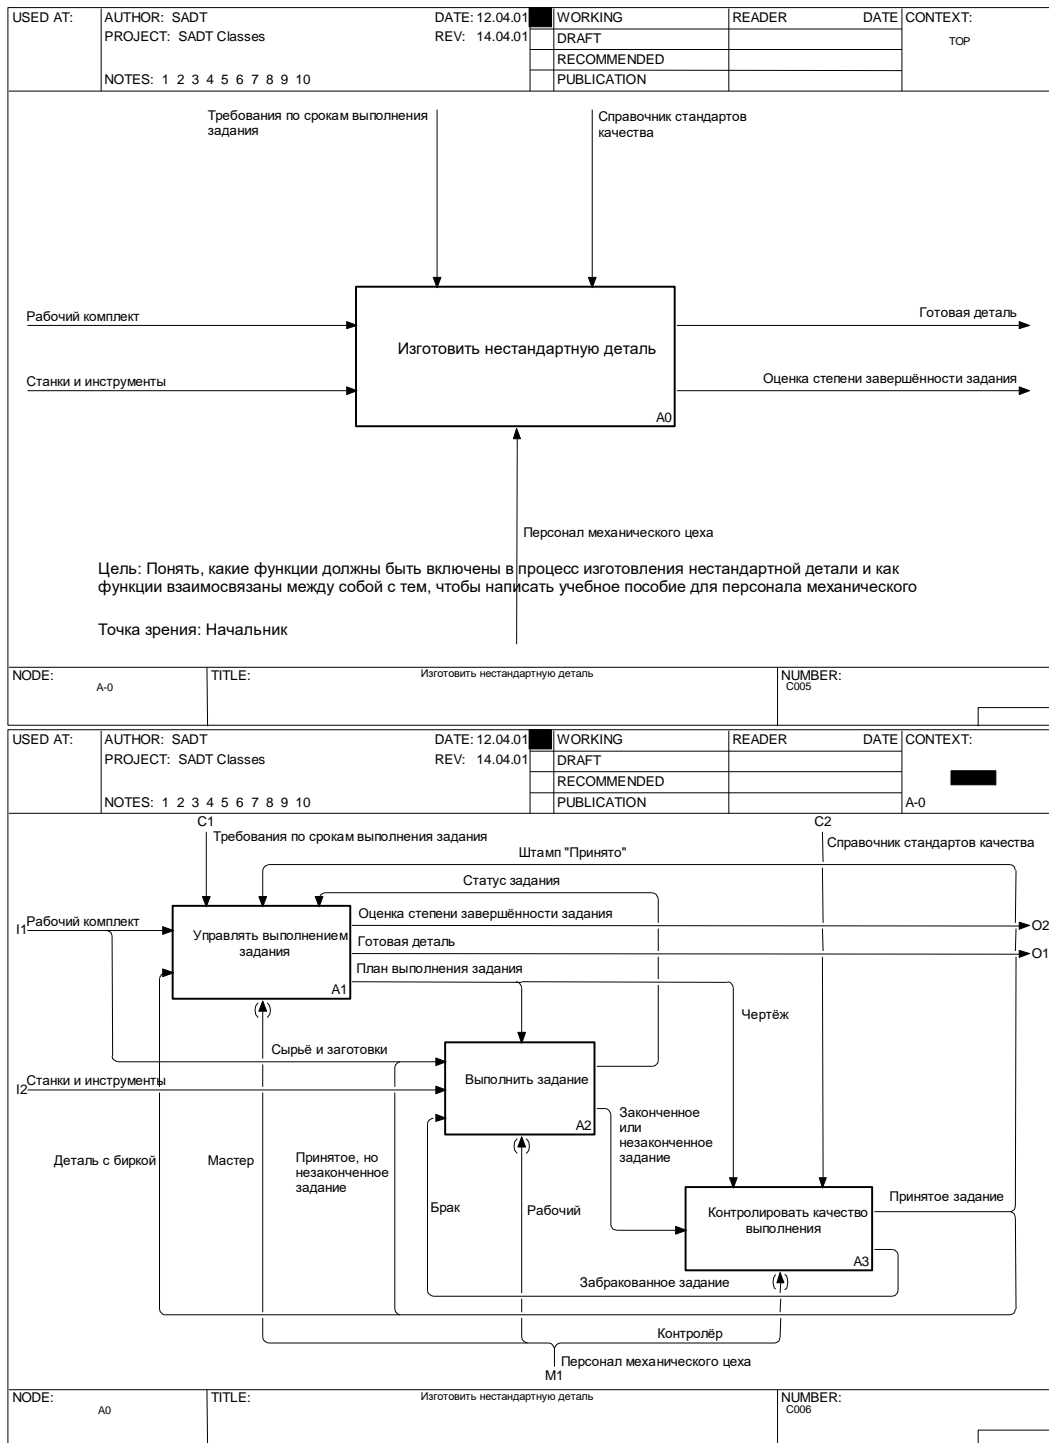 USED AT:
AUTHOR: SADT
DATE: 12.04.01
WORKING
READER
DATE
CONTEXT:
PROJECT: SADT Classes
REV: 14.04.01
DRAFT
TOP
RECOMMENDED
NOTES: 1 2 3 4 5 6 7 8 9 10
PUBLICATION
Требования по срокам выполнения
задания
Справочник стандартов
качества
Рабочий комплект
Готовая деталь
Изготовить нестандартную деталь
Станки и инструменты
Оценка степени завершённости задания
A0
Персонал механического цеха
Цель: Понять, какие функции должны быть включены в процесс изготовления нестандартной детали и как
функции взаимосвязаны между собой с тем, чтобы написать учебное пособие для персонала механического
Точка зрения: Начальник
NODE:
TITLE:
Изготовить нестандартную деталь
NUMBER:
A-0
C005
USED AT:
AUTHOR: SADT
DATE: 12.04.01
WORKING
READER
DATE
CONTEXT:
PROJECT: SADT Classes
REV: 14.04.01
DRAFT
RECOMMENDED
NOTES: 1 2 3 4 5 6 7 8 9 10
PUBLICATION
A-0
C1
C2
Требования по срокам выполнения задания
Справочник стандартов качества
Штамп "Принято"
Статус задания
I1
Рабочий комплект
Оценка степени завершённости задания
O2
Управлять выполнением
задания
Готовая деталь
O1
План выполнения задания
A1
Чертёж
Сырьё и заготовки
I2
Станки и инструменты
Выполнить задание
A2
Законченное
или
незаконченное
задание
Деталь с биркой
Мастер
Принятое, но
незаконченное
задание
Брак
Рабочий
Принятое задание
Контролировать качество
выполнения
A3
Забракованное задание
Контролёр
Персонал механического цеха
M1
NODE:
TITLE:
Изготовить нестандартную деталь
NUMBER:
A0
C006